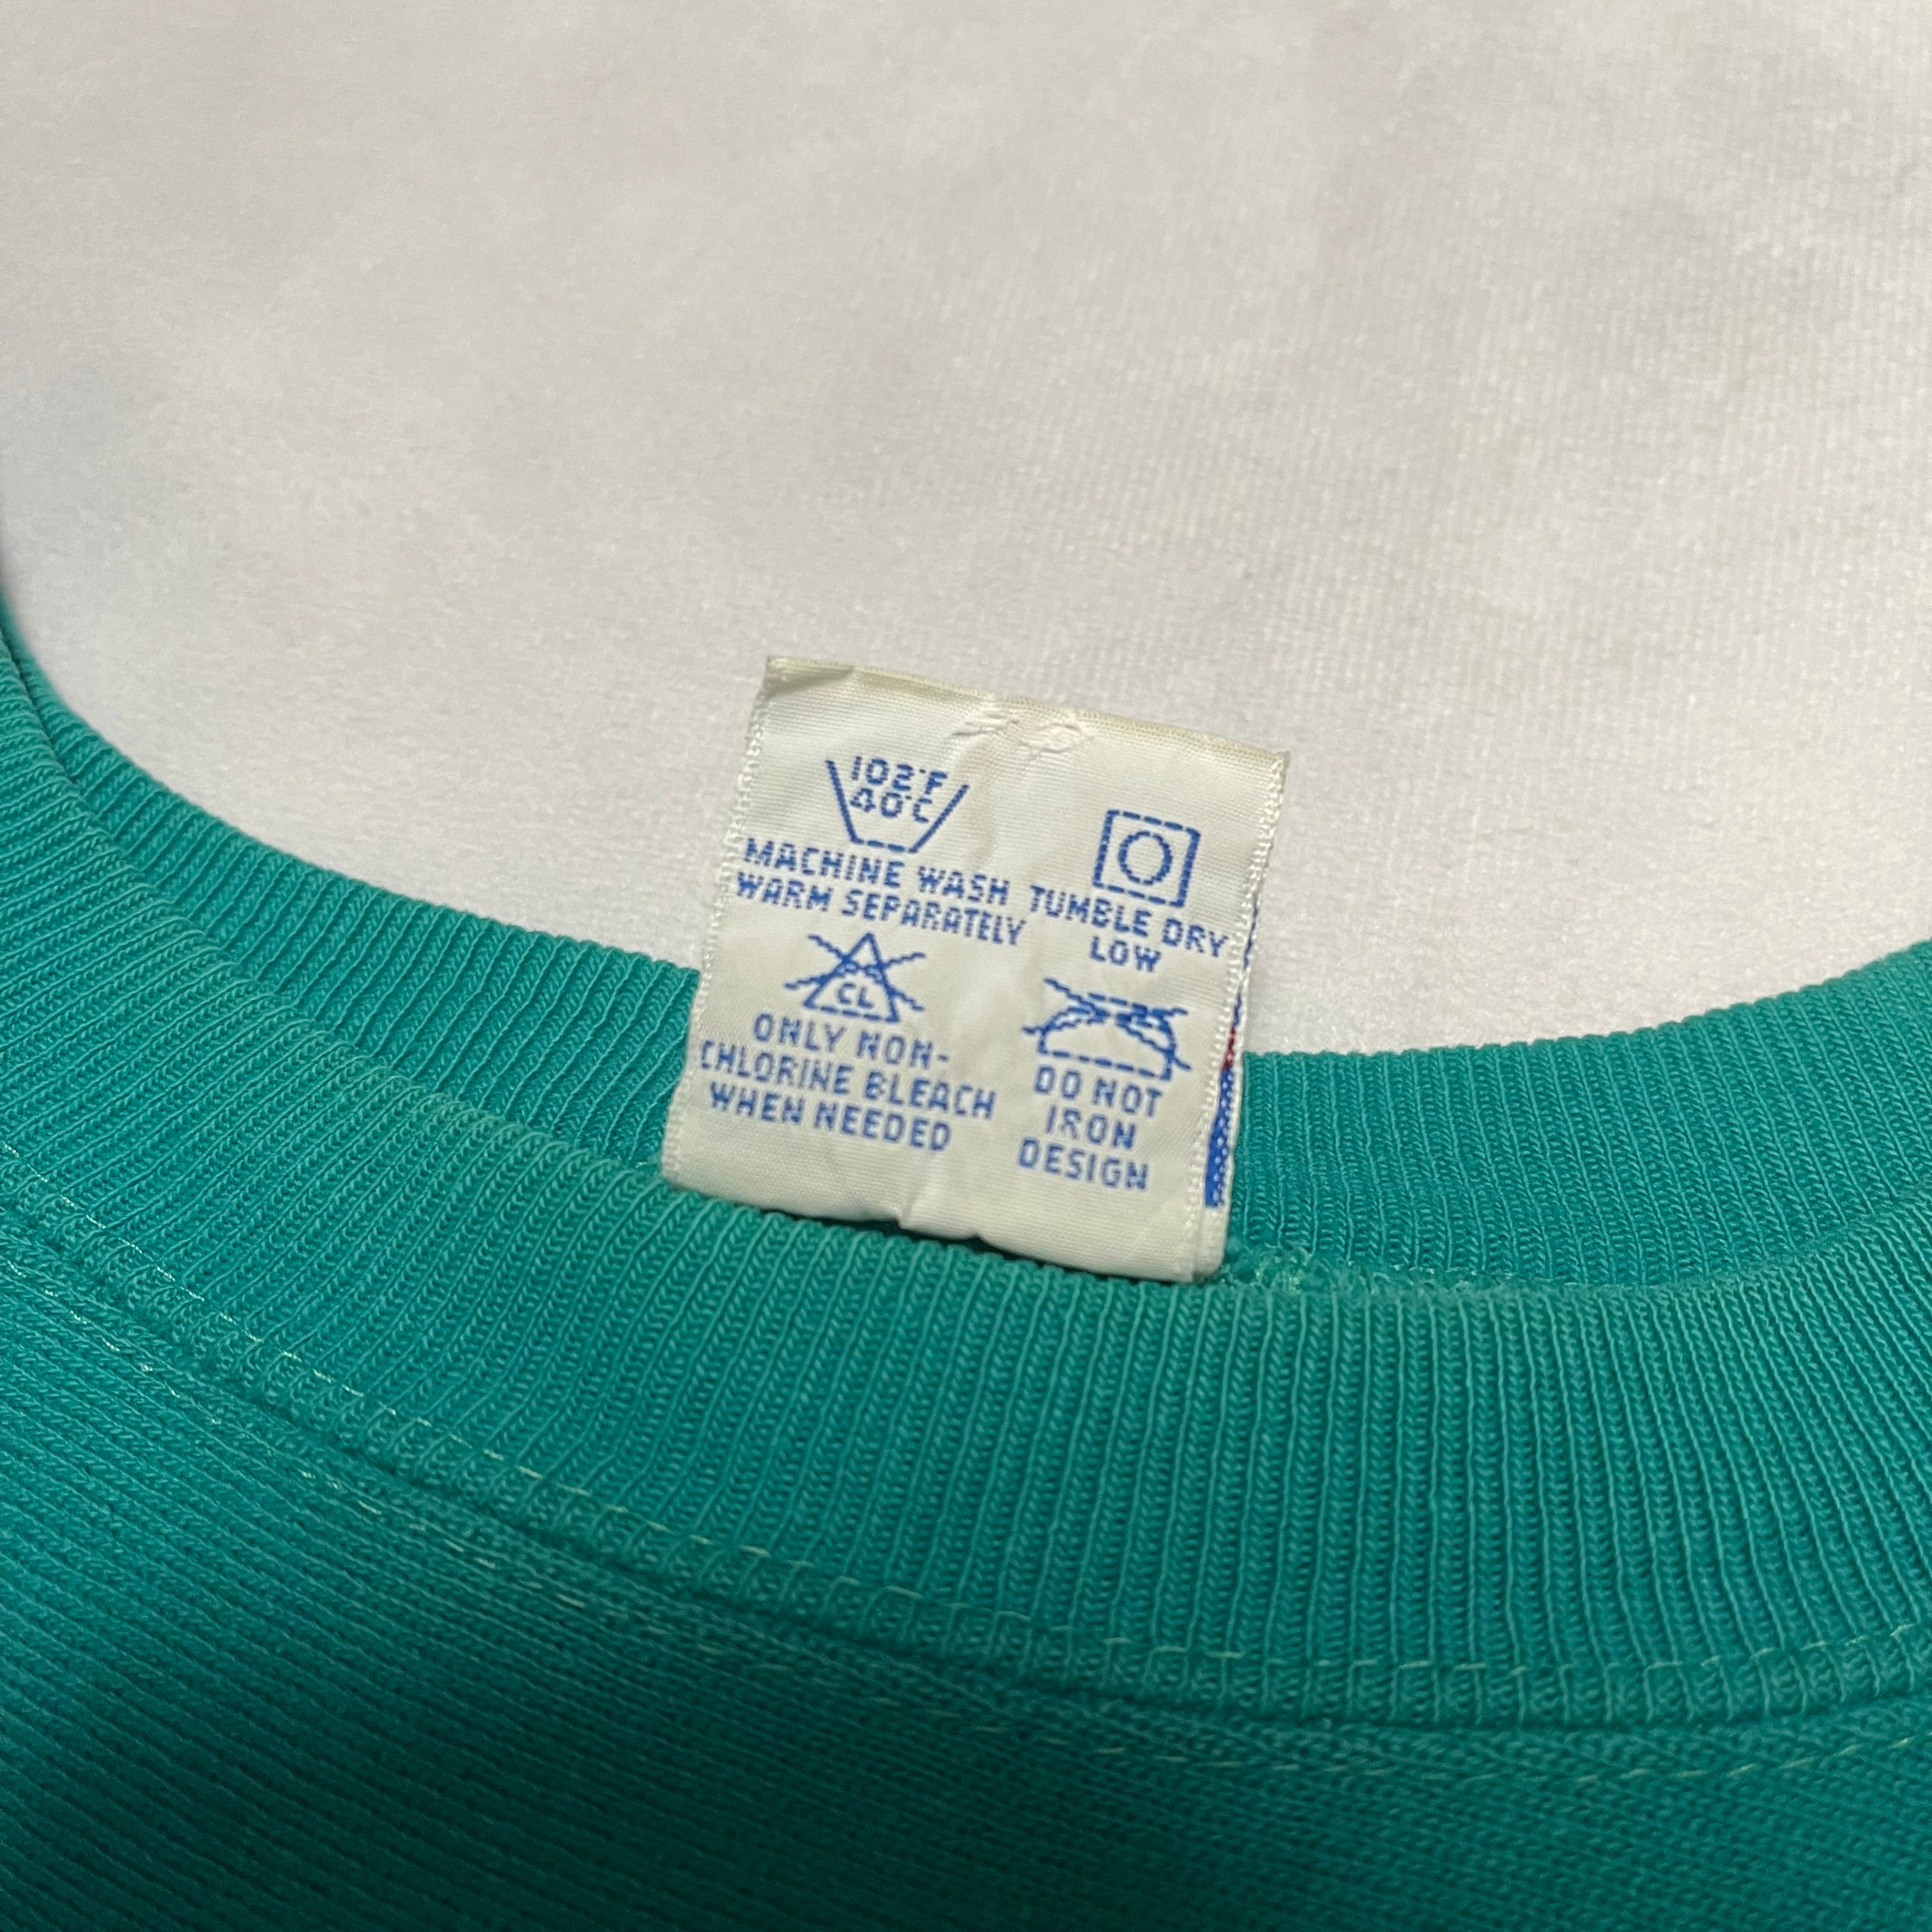 102°F
40°C
MACHINE WASH
WARM SEPARATELY
TUMBLE DRY
LOW
CL
ONLY NON-
CHLORINE BLEACH
WHEN NEEDED
DO NOT
IRON
DESIGN